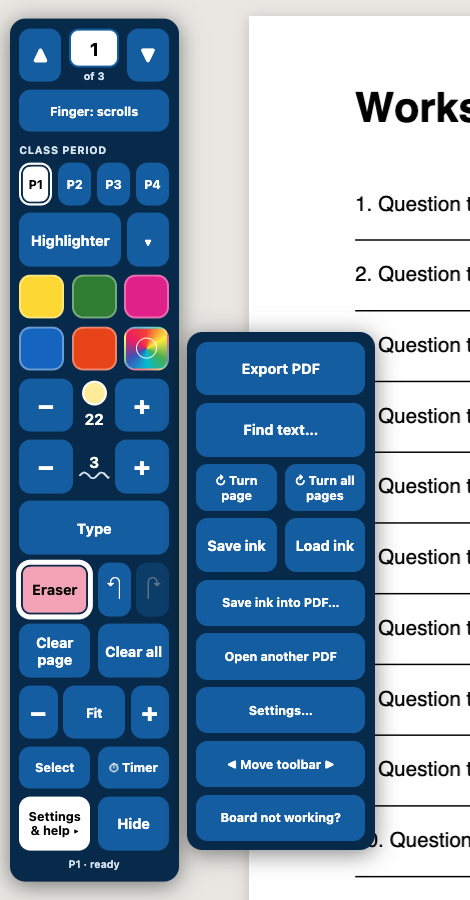 ▲ 1 ▼
of 3
Finger: scrolls
CLASS PERIOD
P1 P2 P3 P4
Highlighter ▾
− 22 +
− 3 +
Type
Eraser
Clear page
Clear all
− Fit +
Select
⏱ Timer
Settings & help ▸
Hide
P1 · ready
Export PDF
Find text...
↻ Turn page
↻ Turn all pages
Save ink
Load ink
Save ink into PDF...
Open another PDF
Settings...
◀ Move toolbar ▶
Board not working?
Works
1. Question t
2. Question t
Question t
Question t
Question t
Question t
Question t
Question t
Question t
0. Question